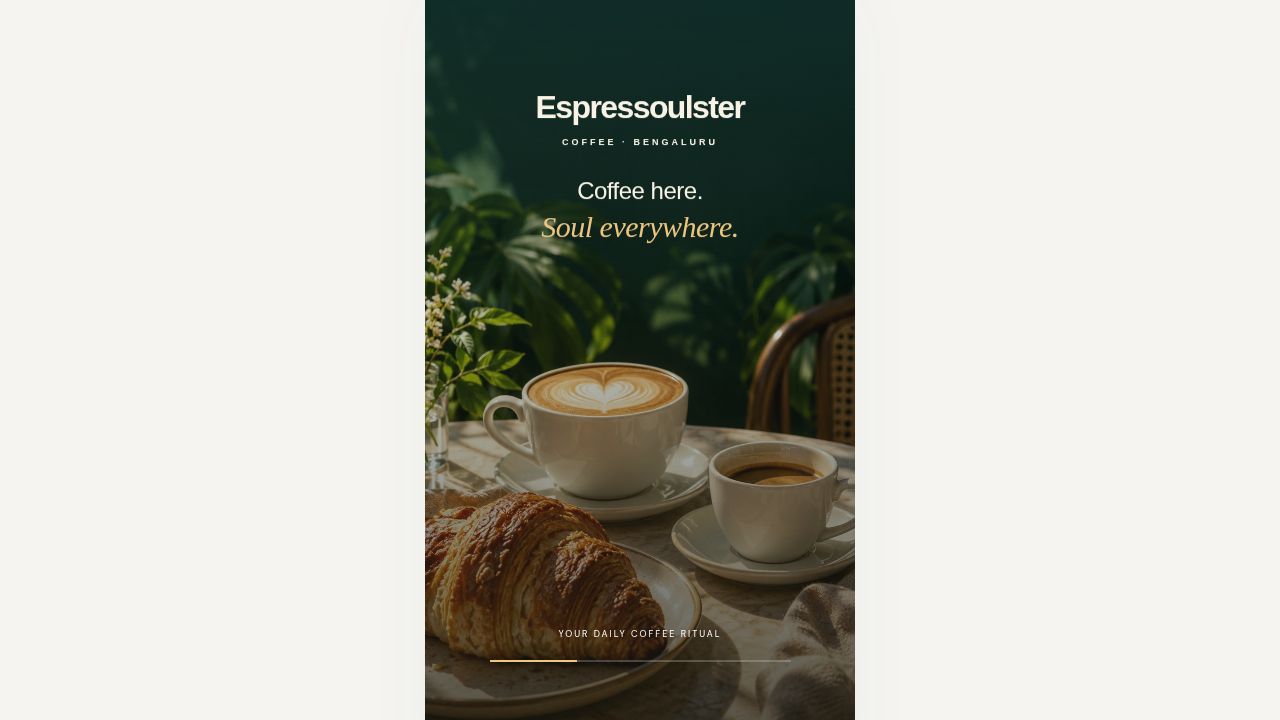 Espressoulster
COFFEE · BENGALURU
Coffee here.
Soul everywhere.
YOUR DAILY COFFEE RITUAL